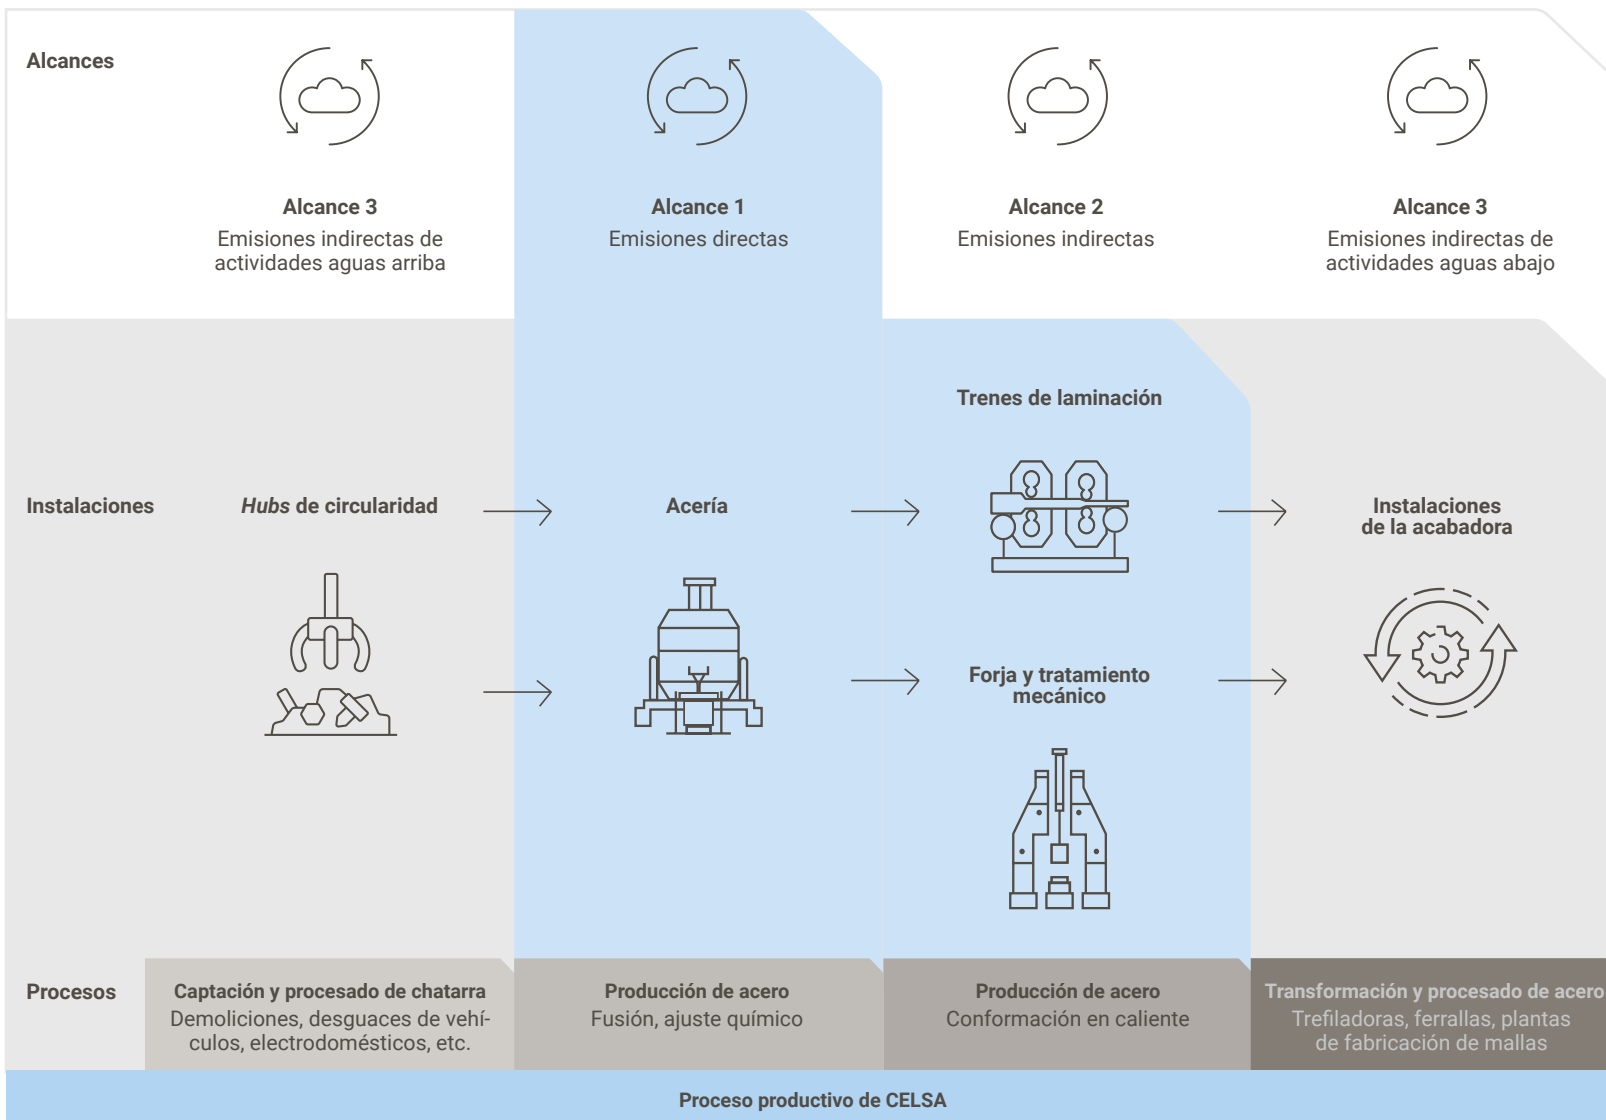 Alcances
Alcance 3
Emisiones indirectas de
actividades aguas arriba
Alcance 1
Emisiones directas
Alcance 2
Emisiones indirectas
Alcance 3
Emisiones indirectas de
actividades aguas abajo
Instalaciones
Hubs de circularidad
Acería
Trenes de laminación
Forja y tratamiento
mecánico
Instalaciones
de la acabadora
Procesos
Captación y procesado de chatarra
Demoliciones, desguaces de vehí-
culos, electrodomésticos, etc.
Producción de acero
Fusión, ajuste químico
Producción de acero
Conformación en caliente
Transformación y procesado de acero
Trefiladoras, ferrallas, plantas
de fabricación de mallas
Proceso productivo de CELSA